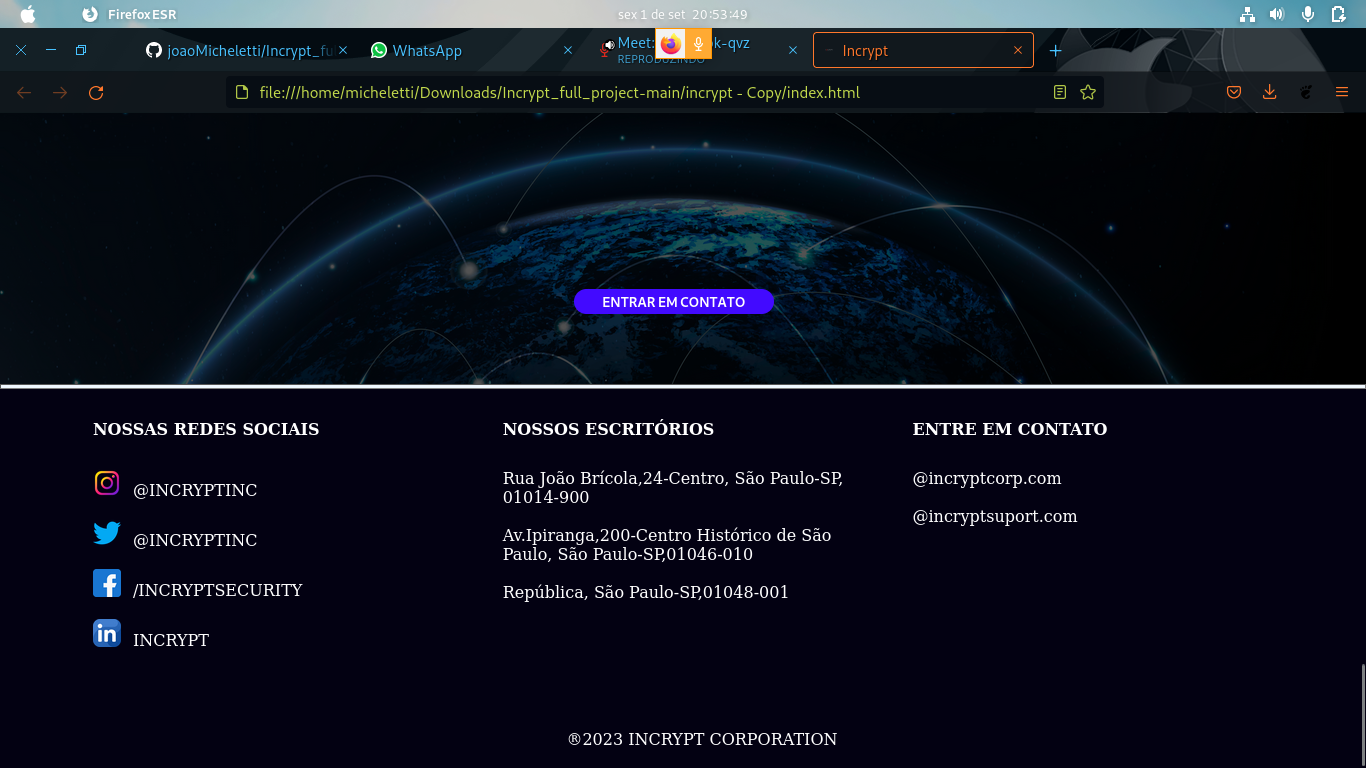 Firefox ESR
sex 1 de set 20:53:49
joaoMicheletti/Incrypt_fu
WhatsApp
Meet: ok-qvz
REPRODUZINDO
Incrypt
file:///home/micheletti/Downloads/Incrypt_full_project-main/incrypt - Copy/index.html
ENTRAR EM CONTATO
NOSSAS REDES SOCIAIS
@INCRYPTINC
@INCRYPTINC
/INCRYPTSECURITY
INCRYPT
NOSSOS ESCRITÓRIOS
Rua João Brícola,24-Centro, São Paulo-SP,
01014-900
Av.Ipiranga,200-Centro Histórico de São
Paulo, São Paulo-SP,01046-010
República, São Paulo-SP,01048-001
ENTRE EM CONTATO
@incryptcorp.com
@incryptsuport.com
®2023 INCRYPT CORPORATION